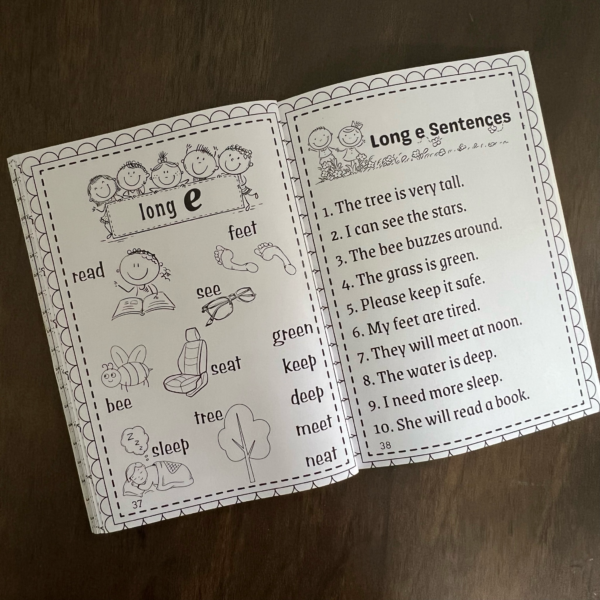 long e
feet
read
see
green
seat
keep
bee
deep
tree
meet
sleep
neat
37
Long e Sentences
1. The tree is very tall.
2. I can see the stars.
3. The bee buzzes around.
4. The grass is green.
5. Please keep it safe.
6. My feet are tired.
7. They will meet at noon.
8. The water is deep.
9. I need more sleep.
10. She will read a book.
38